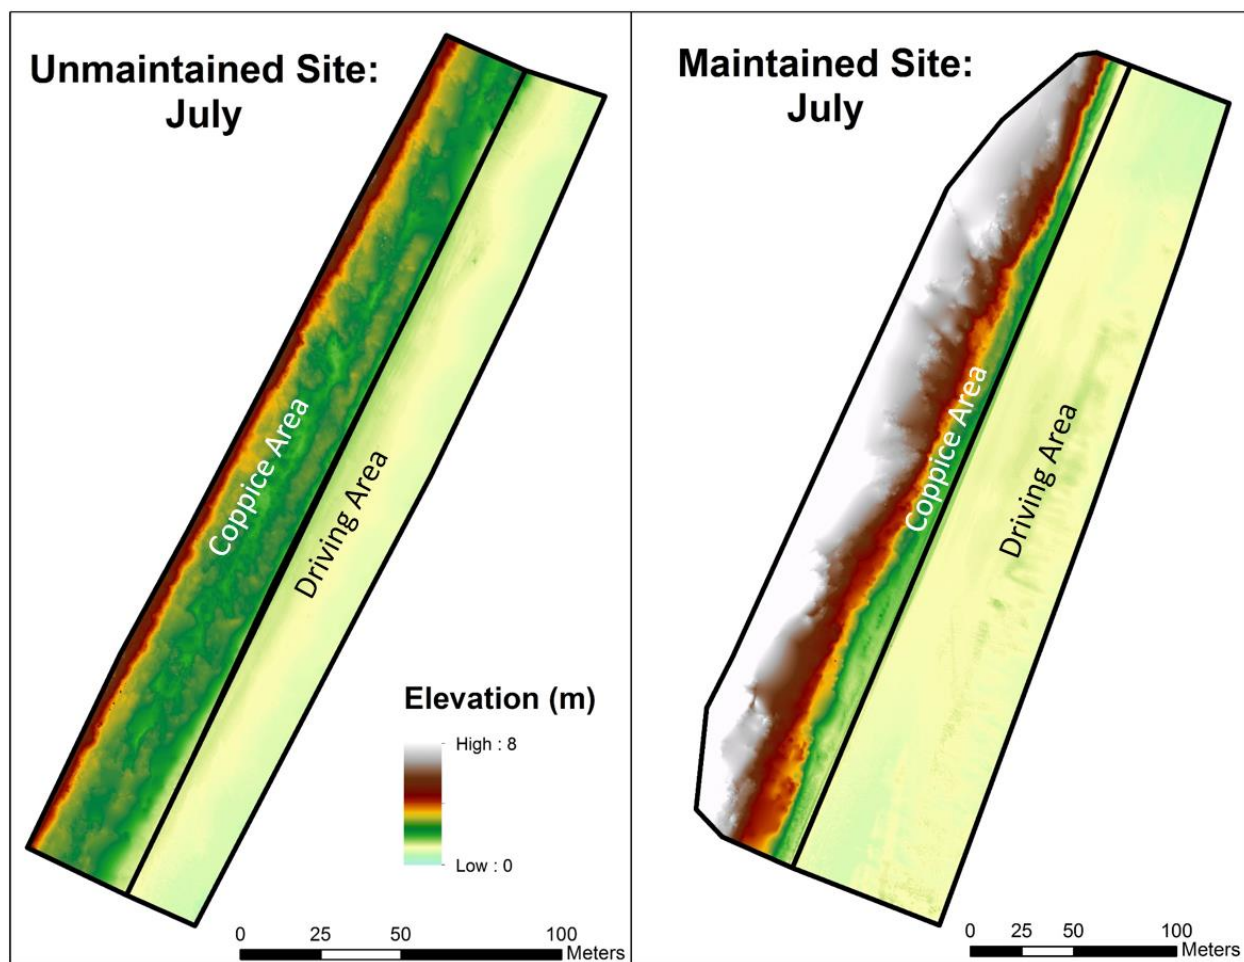 Unmaintained Site:
July
Coppice Area
Driving Area
Elevation (m)
High : 8
Low : 0
0 25 50 100
Meters
Maintained Site:
July
Coppice Area
Driving Area
0 25 50 100
Meters